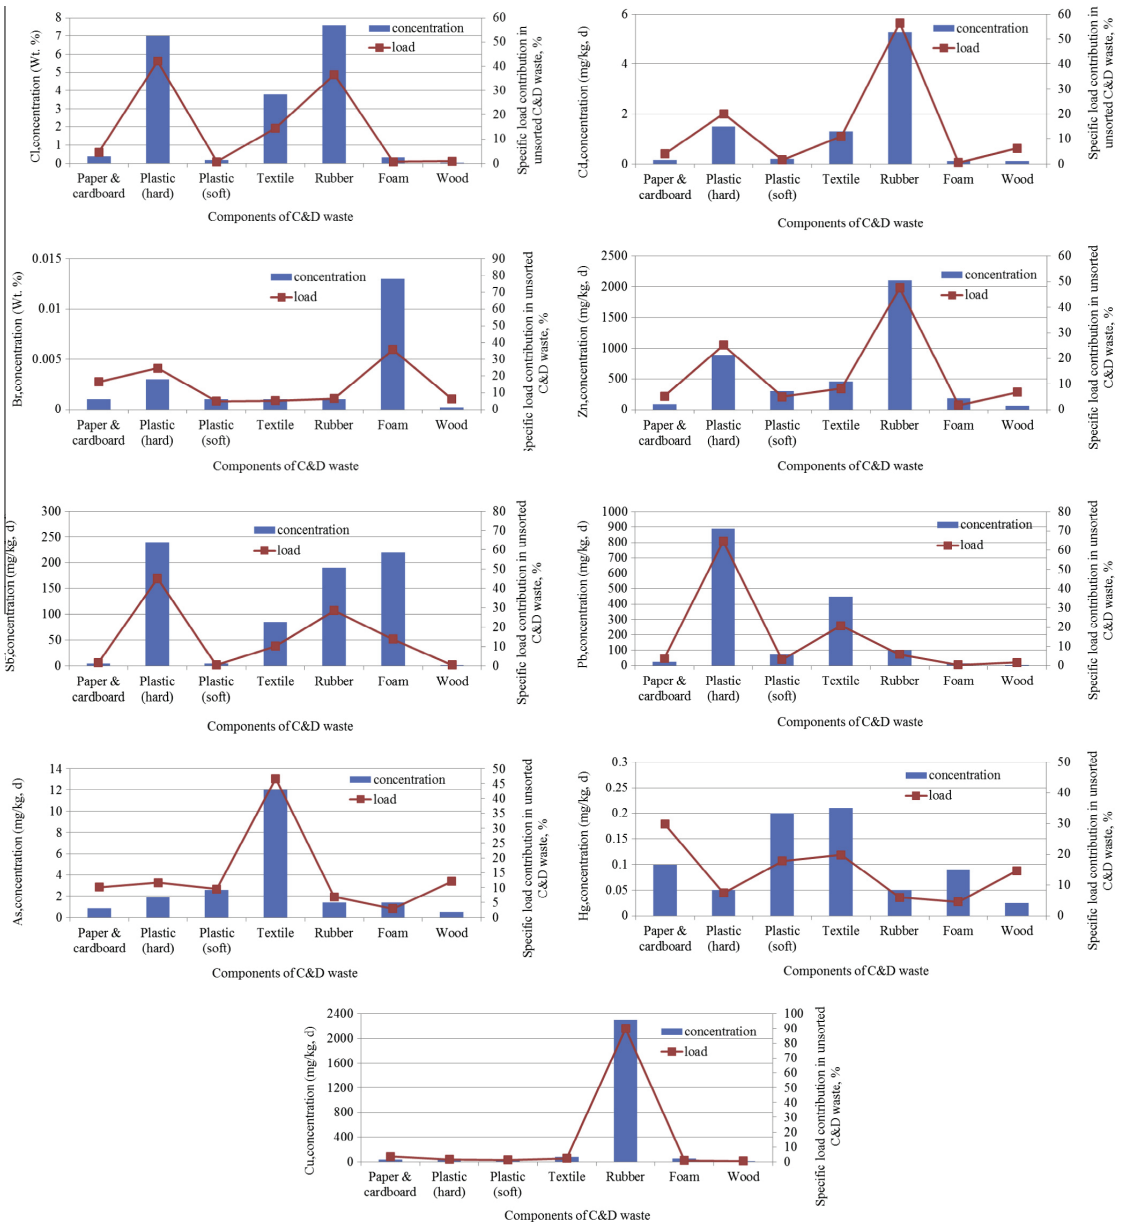 Cl,concentration (Wt. %)
8
7
6
5
4
3
2
1
0
concentration
load
60
50
40
30
20
10
0
Specific load contribution in
unsorted C&D waste, %
Paper &
cardboard
Plastic
(hard)
Plastic
(soft)
Textile
Rubber
Foam
Wood
Components of C&D waste
Cd,concentration (mg/kg, d)
6
4
2
0
concentration
load
60
50
40
30
20
10
0
Specific load contribution in
unsorted C&D waste, %
Paper &
cardboard
Plastic
(hard)
Plastic
(soft)
Textile
Rubber
Foam
Wood
Components of C&D waste
Br,concentration (Wt. %)
0.015
0.01
0.005
0
concentration
load
90
80
70
60
50
40
30
20
10
0
Specific load contribution in unsorted
C&D waste, %
Paper &
cardboard
Plastic
(hard)
Plastic
(soft)
Textile
Rubber
Foam
Wood
Components of C&D waste
Zn,concentration (mg/kg, d)
2500
2000
1500
1000
500
0
concentration
load
60
50
40
30
20
10
0
Specific load contribution in unsorted
C&D waste, %
Paper &
cardboard
Plastic
(hard)
Plastic
(soft)
Textile
Rubber
Foam
Wood
Components of C&D waste
Sb,concentration (mg/kg, d)
300
250
200
150
100
50
0
concentration
load
80
70
60
50
40
30
20
10
0
Specific load contribution in unsorted
C&D waste, %
Paper &
cardboard
Plastic
(hard)
Plastic
(soft)
Textile
Rubber
Foam
Wood
Components of C&D waste
Pb,concentration (mg/kg, d)
1000
900
800
700
600
500
400
300
200
100
0
concentration
load
80
70
60
50
40
30
20
10
0
Specific load contribution in unsorted
C&D waste, %
Paper &
cardboard
Plastic
(hard)
Plastic
(soft)
Textile
Rubber
Foam
Wood
Components of C&D waste
As,concentration (mg/kg, d)
14
12
10
8
6
4
2
0
concentration
load
50
45
40
35
30
25
20
15
10
5
0
Specific load contribution in unsorted
C&D waste, %
Paper &
cardboard
Plastic
(hard)
Plastic
(soft)
Textile
Rubber
Foam
Wood
Components of C&D waste
Hg,concentration (mg/kg, d)
0.3
0.25
0.2
0.15
0.1
0.05
0
concentration
load
50
40
30
20
10
0
Specific load contribution in unsorted
C&D waste, %
Paper &
cardboard
Plastic
(hard)
Plastic
(soft)
Textile
Rubber
Foam
Wood
Components of C&D waste
Cu,concentration (mg/kg, d)
2400
2000
1600
1200
800
400
0
concentration
load
100
90
80
70
60
50
40
30
20
10
0
Specific load contribution in unsorted
C&D waste, %
Paper &
cardboard
Plastic
(hard)
Plastic
(soft)
Textile
Rubber
Foam
Wood
Components of C&D waste